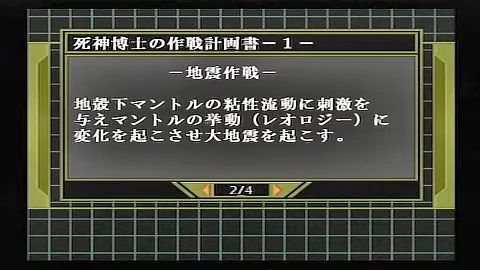 死神博士の作戦計画書－１－
－地震作戦－
地殻下マントルの粘性流動に刺激を
与えマントルの挙動（レオロジー）に
変化を起こさせ大地震を起こす。
2/4